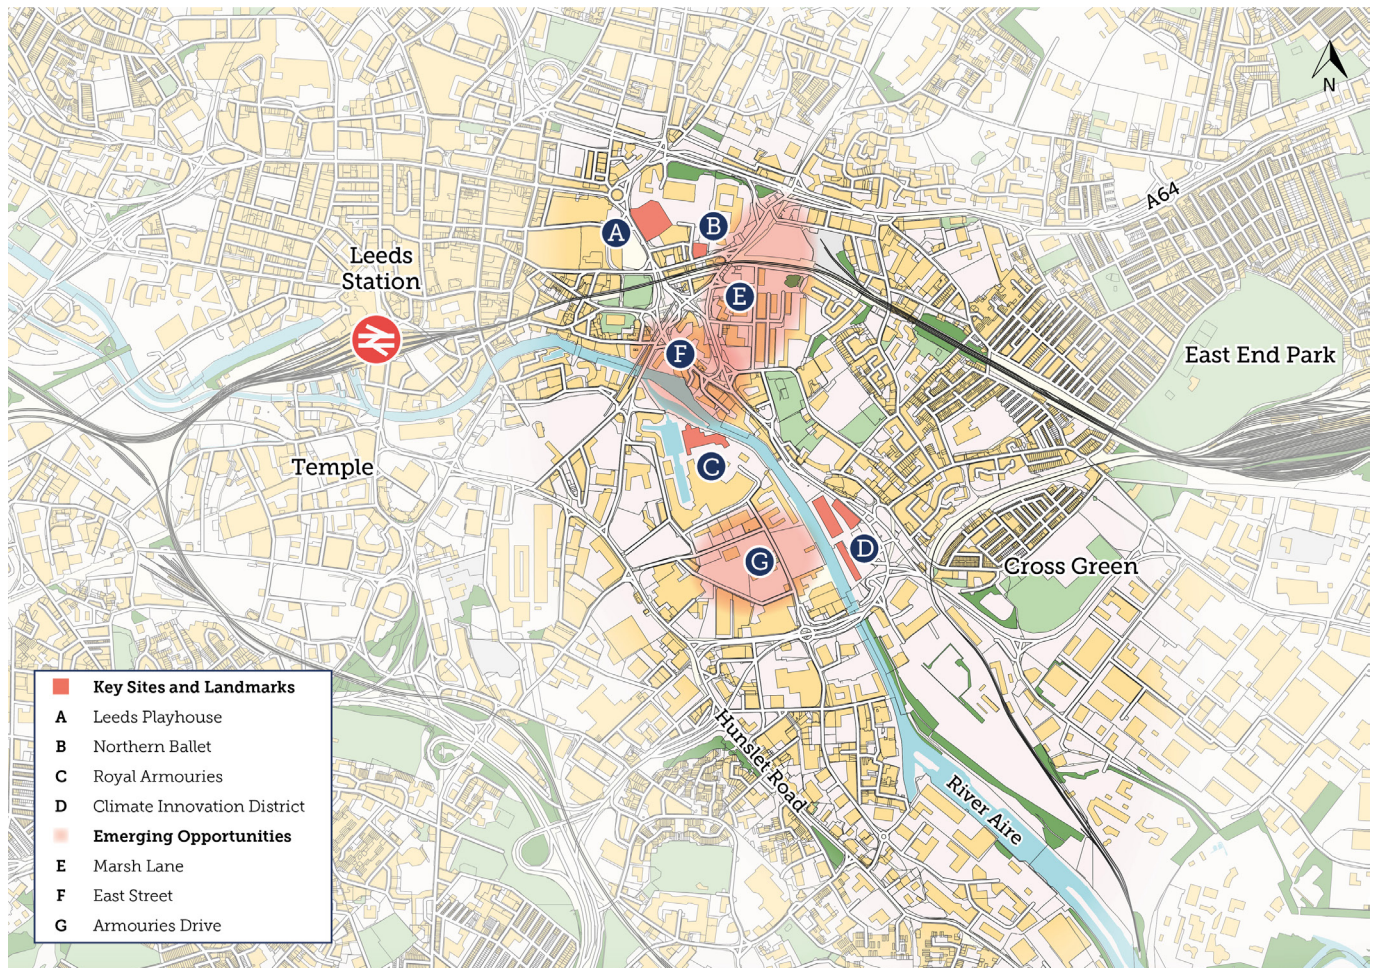 N
A64
A
B
Leeds
Station
E
East End Park
F
Temple
C
D
G
Cross Green
Hunslet Road
River Aire
Key Sites and Landmarks
A Leeds Playhouse
B Northern Ballet
C Royal Armouries
D Climate Innovation District
Emerging Opportunities
E Marsh Lane
F East Street
G Armouries Drive